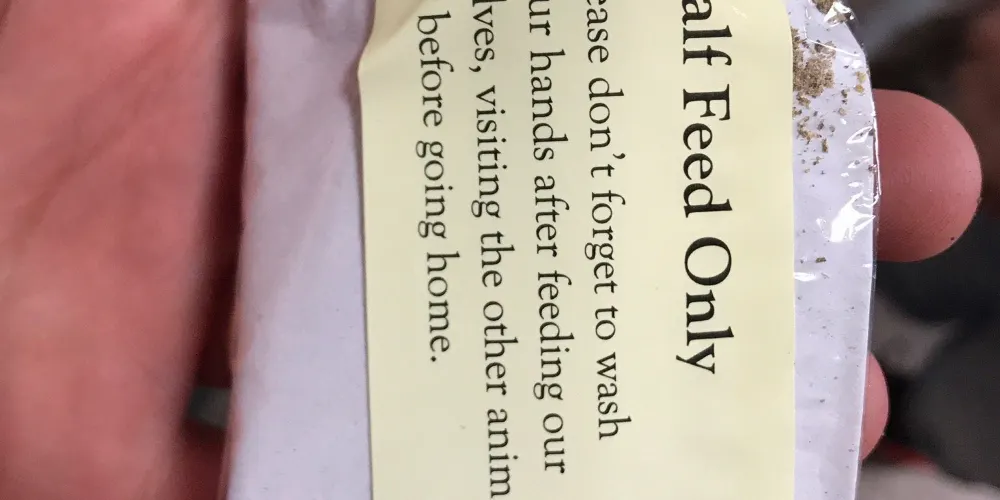 alf Feed Only
ease don't forget to wash
ur hands after feeding our
lves, visiting the other anim
before going home.